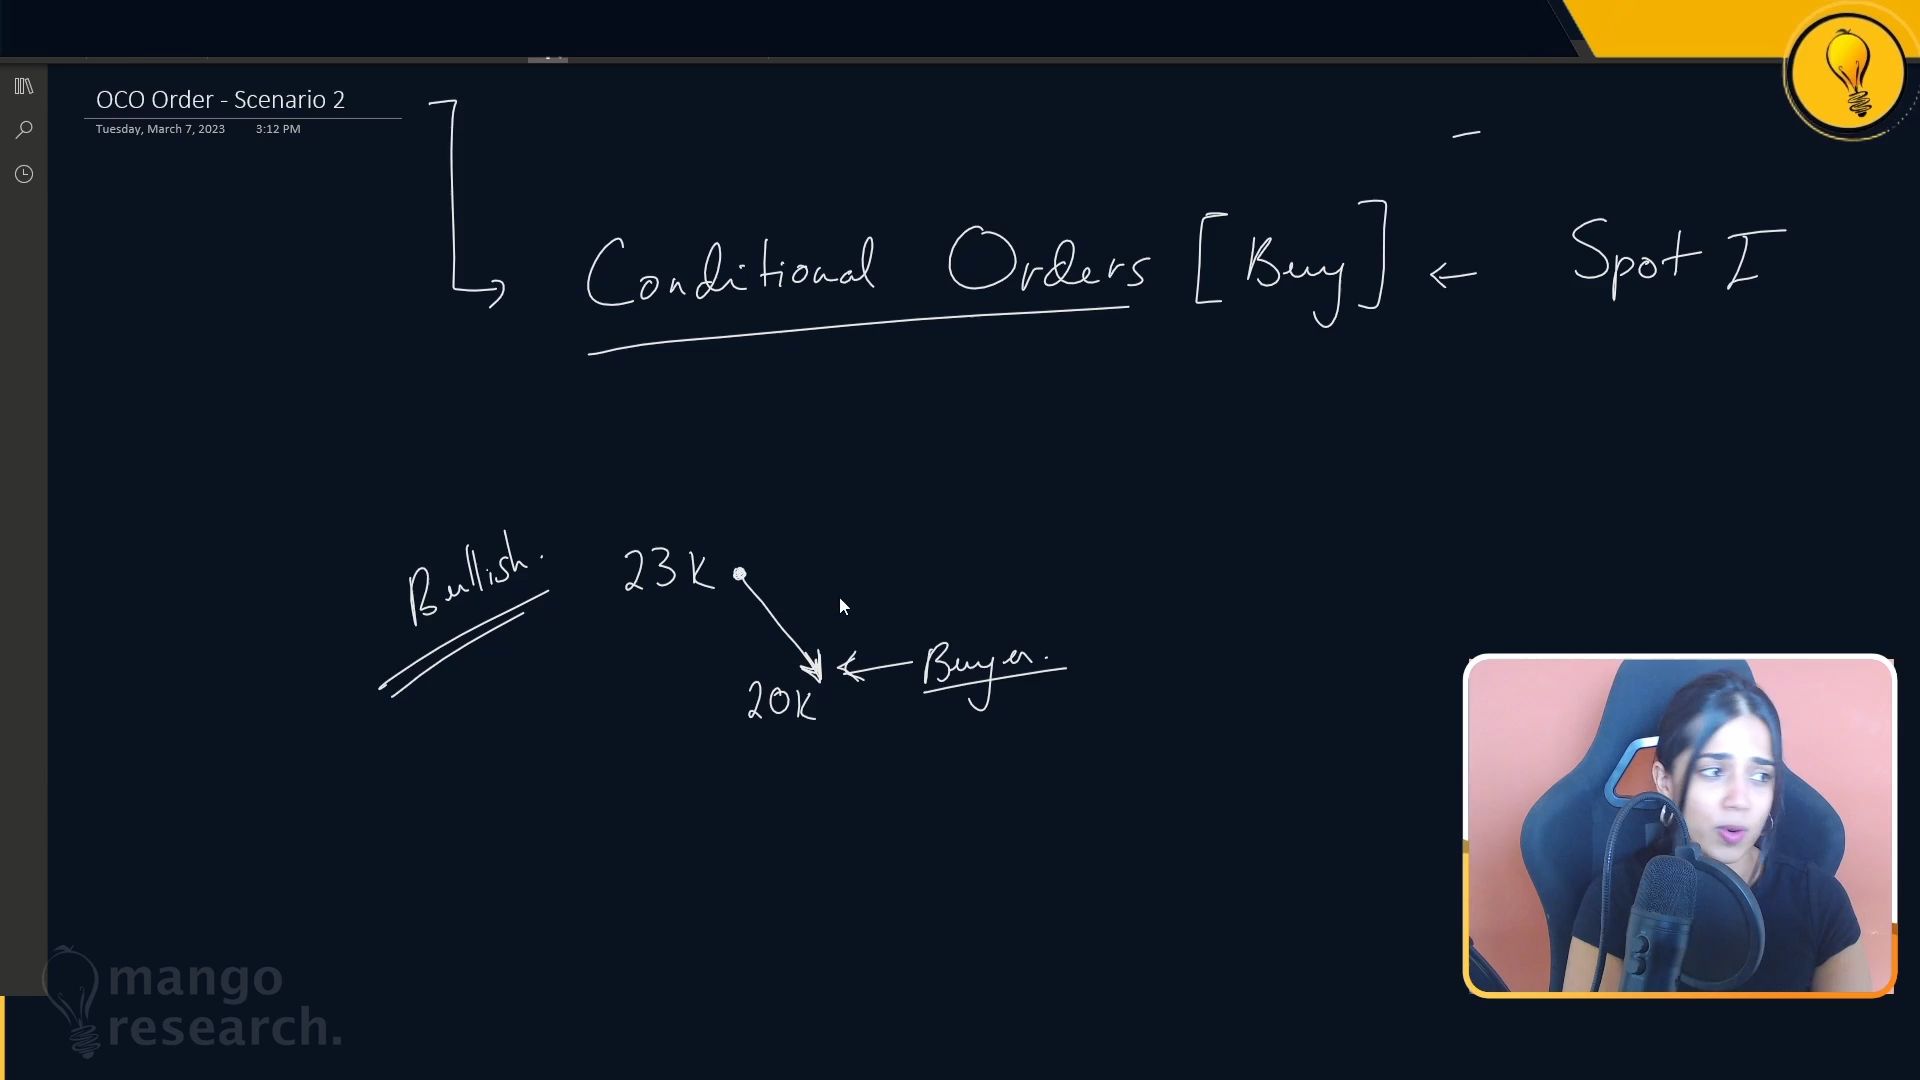 OCO Order - Scenario 2
Tuesday, March 7, 2023 3:12 PM
Conditional Orders [Buy] ← Spot I
Bullish. 23K
Buyer.
20K
mango
research.